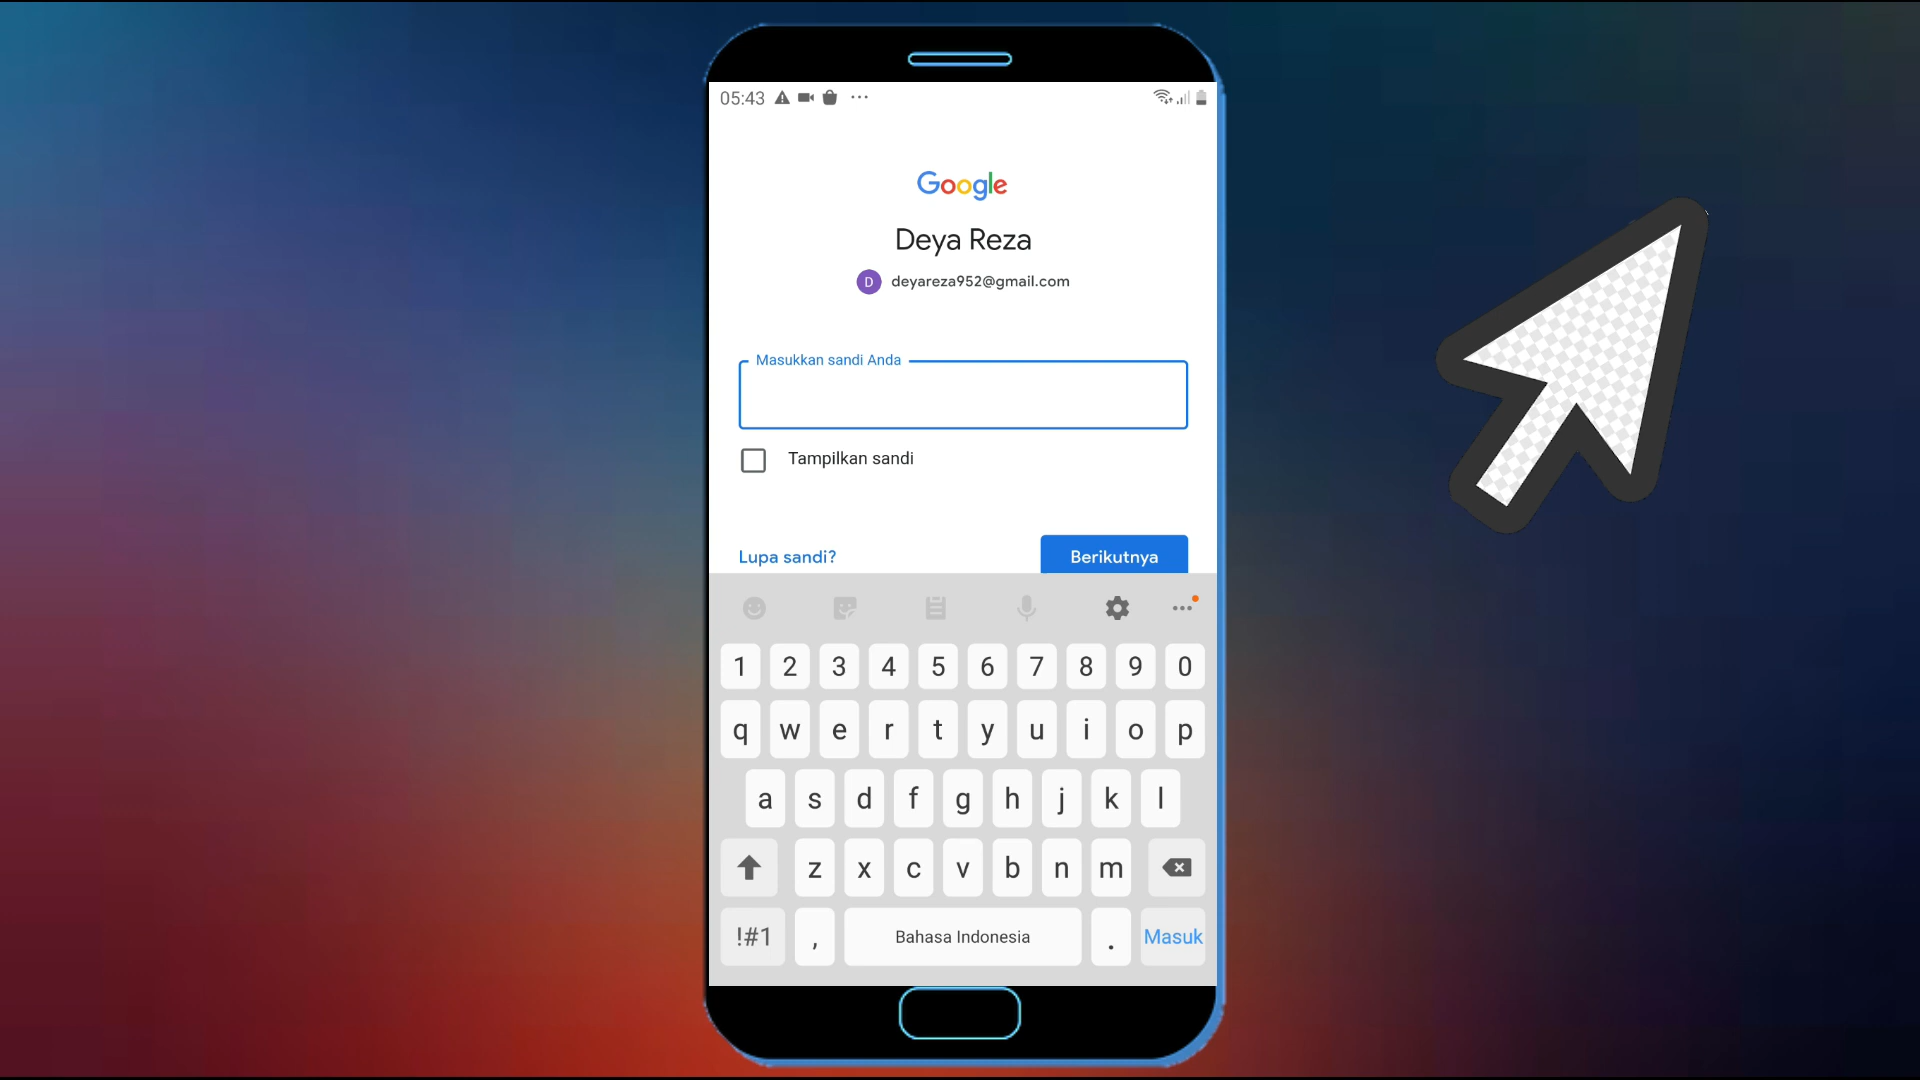 05:43
Google
Deya Reza
D deyareza952@gmail.com
Masukkan sandi Anda
Tampilkan sandi
Lupa sandi? Berikutnya
1 2 3 4 5 6 7 8 9 0
q w e r t y u i o p
a s d f g h j k l
z x c v b n m
!#1 , Bahasa Indonesia . Masuk